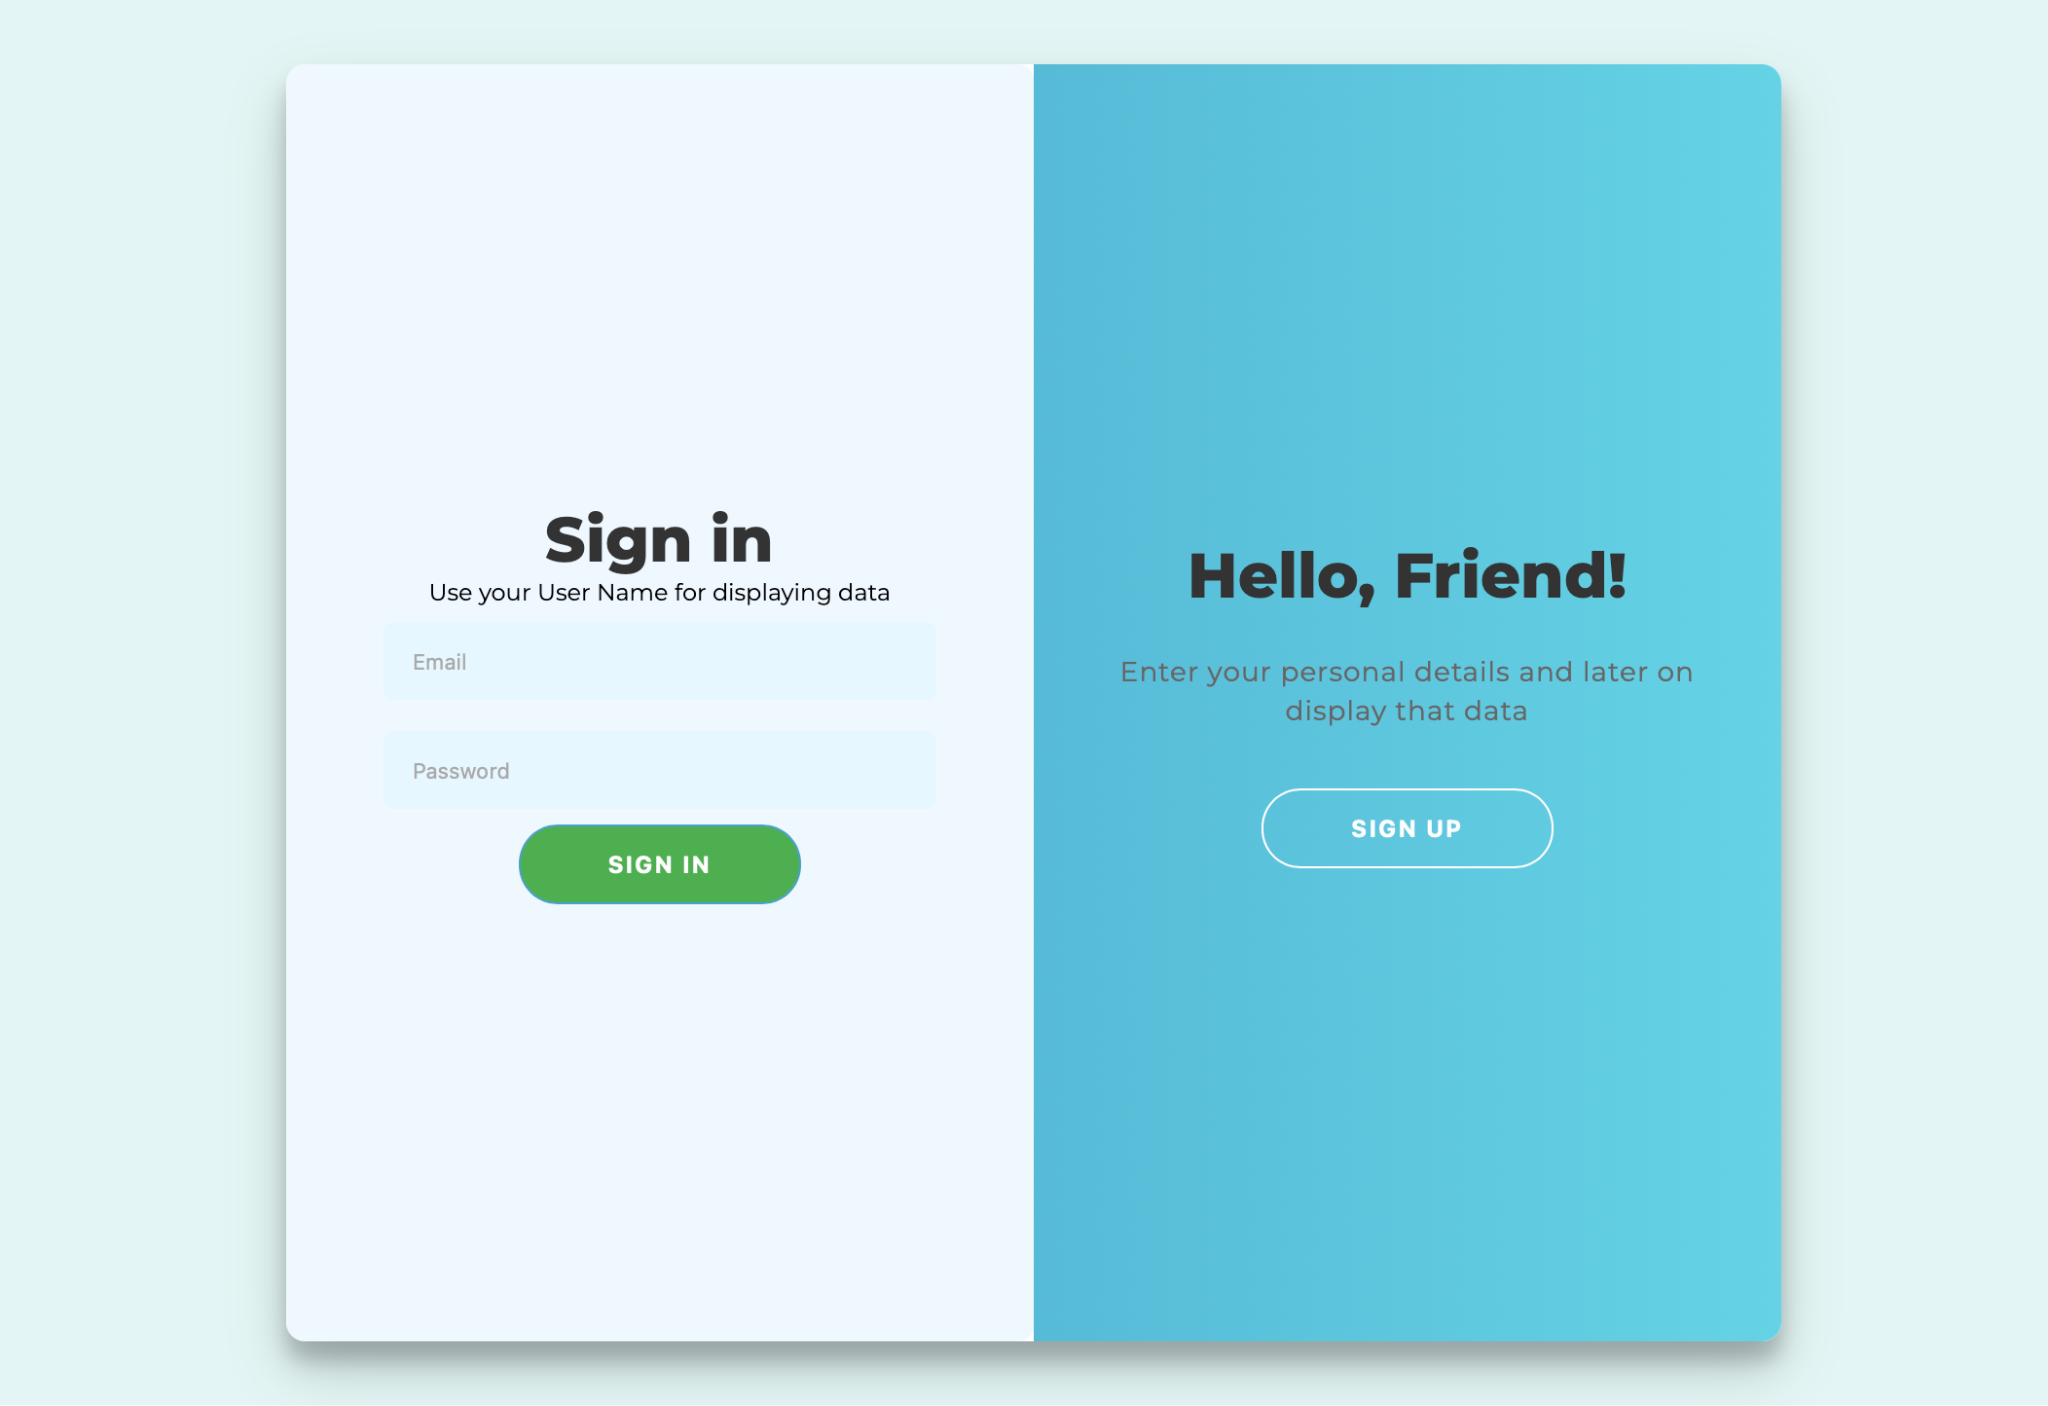 Sign in
Use your User Name for displaying data
Email
Password
SIGN IN
Hello, Friend!
Enter your personal details and later on
display that data
SIGN UP